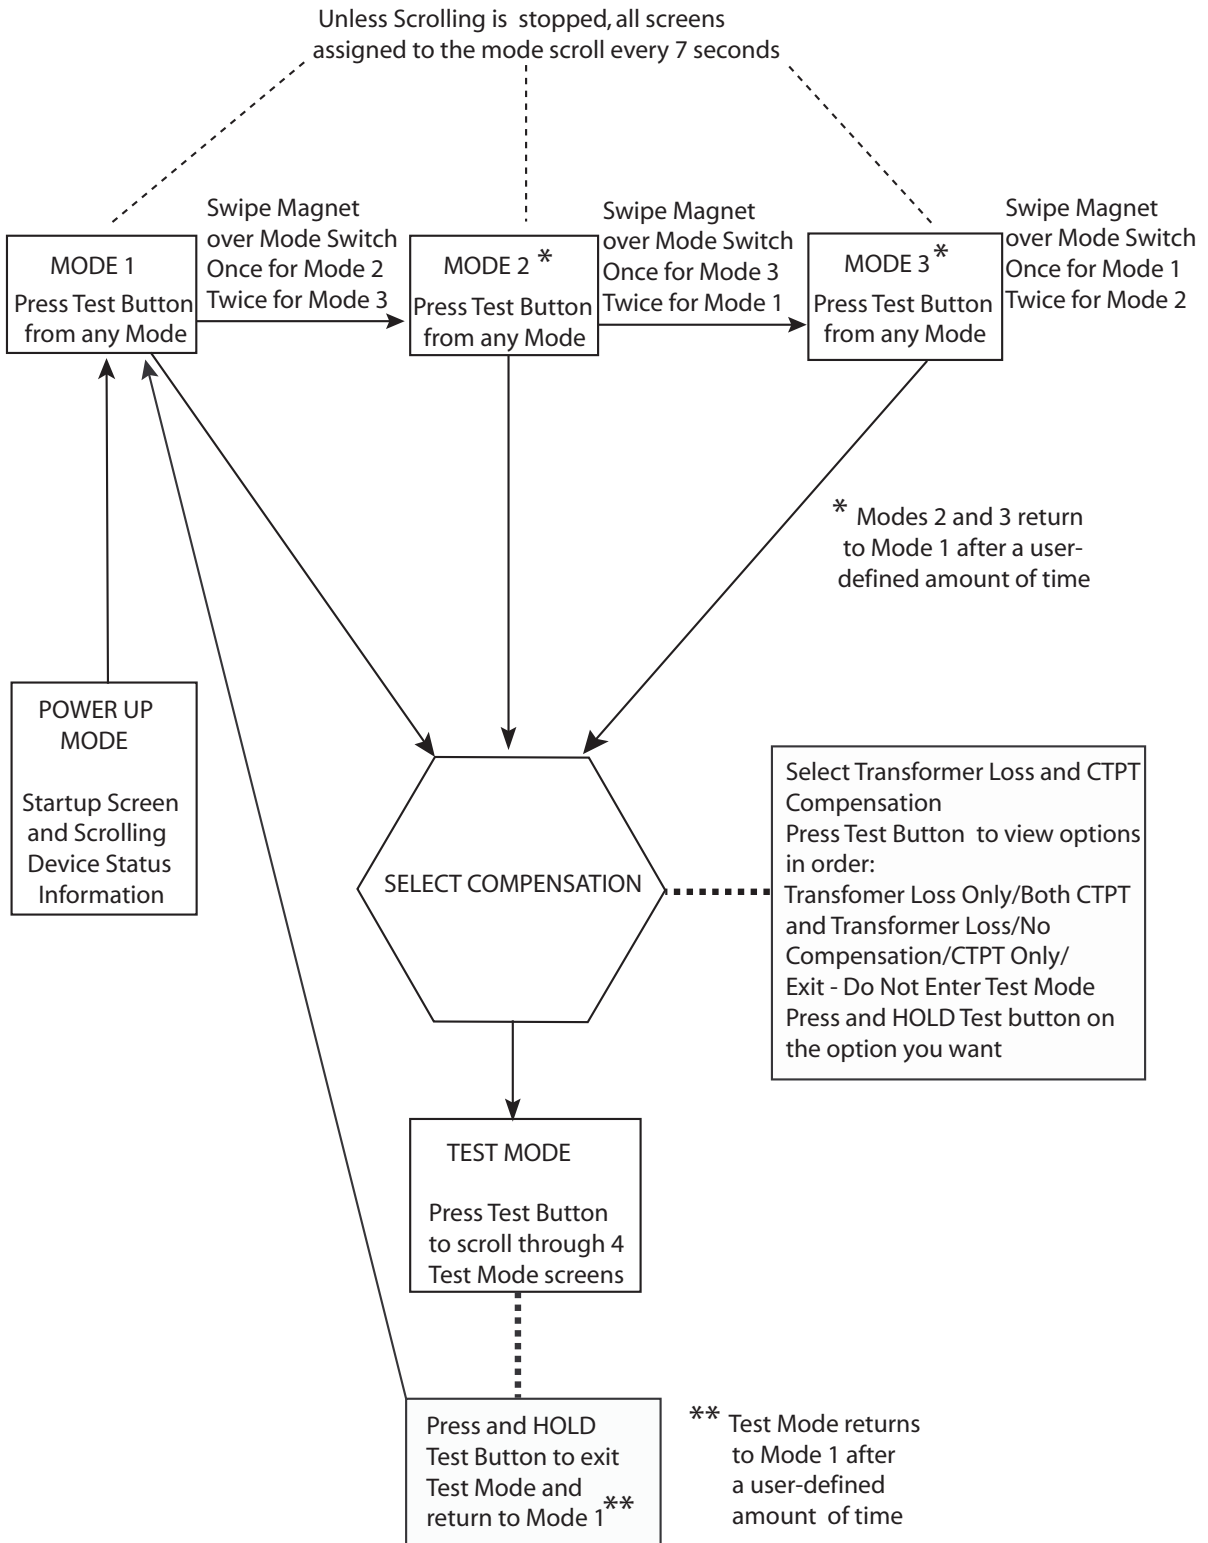 Unless Scrolling is stopped, all screens
assigned to the mode scroll every 7 seconds
MODE 1
Press Test Button
from any Mode
Swipe Magnet
over Mode Switch
Once for Mode 2
Twice for Mode 3
MODE 2 *
Press Test Button
from any Mode
Swipe Magnet
over Mode Switch
Once for Mode 3
Twice for Mode 1
MODE 3 *
Press Test Button
from any Mode
Swipe Magnet
over Mode Switch
Once for Mode 1
Twice for Mode 2
* Modes 2 and 3 return
to Mode 1 after a user-
defined amount of time
POWER UP
MODE
Startup Screen
and Scrolling
Device Status
Information
SELECT COMPENSATION
Select Transformer Loss and CTPT
Compensation
Press Test Button to view options
in order:
Transfomer Loss Only/Both CTPT
and Transformer Loss/No
Compensation/CTPT Only/
Exit - Do Not Enter Test Mode
Press and HOLD Test button on
the option you want
TEST MODE
Press Test Button
to scroll through 4
Test Mode screens
Press and HOLD
Test Button to exit
Test Mode and
return to Mode 1**
** Test Mode returns
to Mode 1 after
a user-defined
amount of time